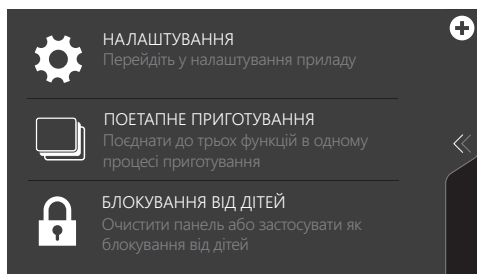 НАЛАШТУВАННЯ
Перейдіть у налаштування приладу
ПОЕТАПНЕ ПРИГОТУВАННЯ
Поєднати до трьох функцій в одному
процесі приготування
БЛОКУВАННЯ ВІД ДІТЕЙ
Очистити панель або застосувати як
блокування від дітей